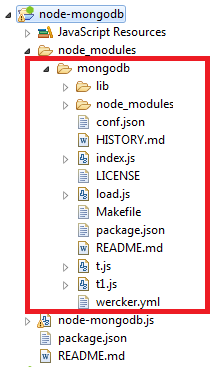 node-mongodb
JavaScript Resources
node_modules
mongodb
lib
node_modules
conf.json
HISTORY.md
index.js
LICENSE
load.js
Makefile
package.json
README.md
t.js
t1.js
wercker.yml
node-mongodb.js
package.json
README.md